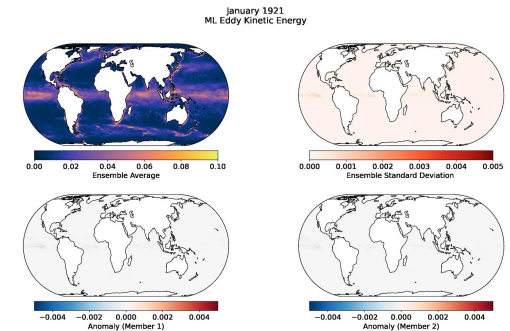 January 1921
ML Eddy Kinetic Energy
0.00 0.02 0.04 0.06 0.08 0.10
Ensemble Average
0.000 0.001 0.002 0.003 0.004 0.005
Ensemble Standard Deviation
−0.004 −0.002 0.000 0.002 0.004
Anomaly (Member 1)
−0.004 −0.002 0.000 0.002 0.004
Anomaly (Member 2)